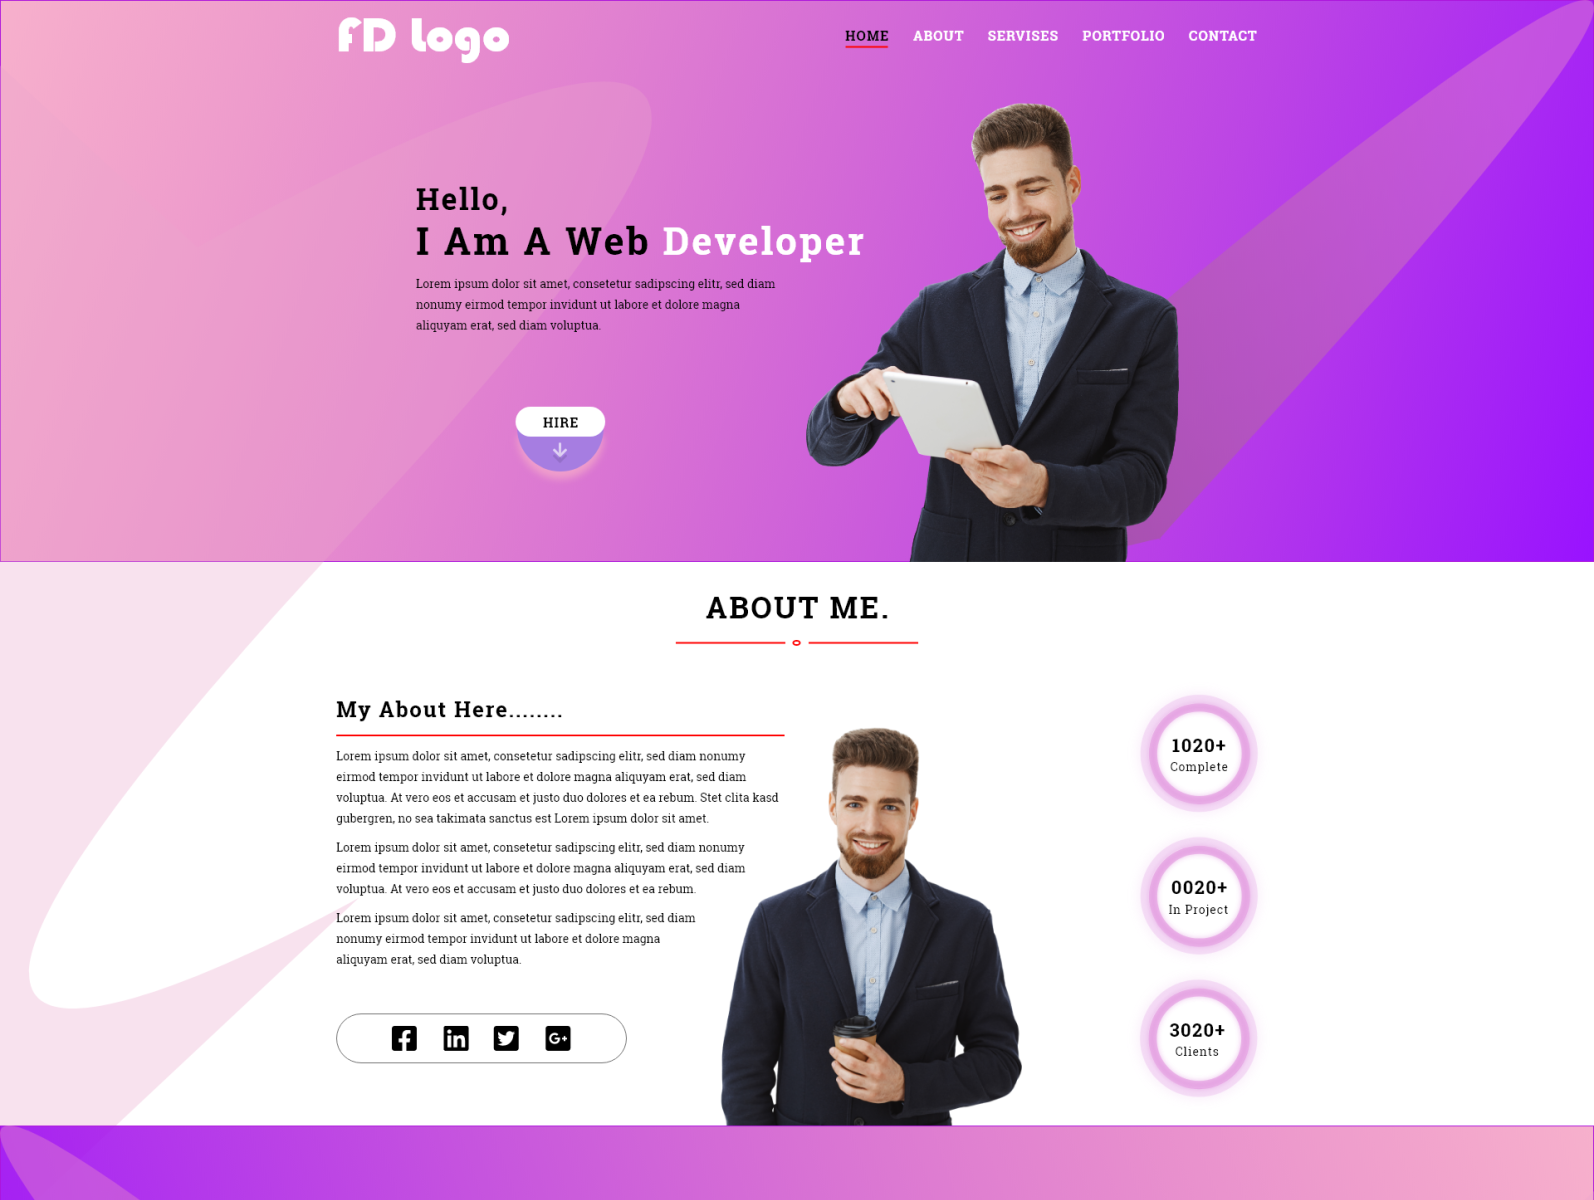 FD Logo
HOME ABOUT SERVISES PORTFOLIO CONTACT
Hello,
I Am A Web Developer
Lorem ipsum dolor sit amet, consetetur sadipscing elitr, sed diam
nonumy eirmod tempor invidunt ut labore et dolore magna
aliquyam erat, sed diam voluptua.
HIRE
ABOUT ME.
My About Here........
Lorem ipsum dolor sit amet, consetetur sadipscing elitr, sed diam nonumy
eirmod tempor invidunt ut labore et dolore magna aliquyam erat, sed diam
voluptua. At vero eos et accusam et justo duo dolores et ea rebum. Stet clita kasd
gubergren, no sea takimata sanctus est Lorem ipsum dolor sit amet.
Lorem ipsum dolor sit amet, consetetur sadipscing elitr, sed diam nonumy
eirmod tempor invidunt ut labore et dolore magna aliquyam erat, sed diam
voluptua. At vero eos et accusam et justo duo dolores et ea rebum.
Lorem ipsum dolor sit amet, consetetur sadipscing elitr, sed diam
nonumy eirmod tempor invidunt ut labore et dolore magna
aliquyam erat, sed diam voluptua.
1020+
Complete
0020+
In Project
3020+
Clients